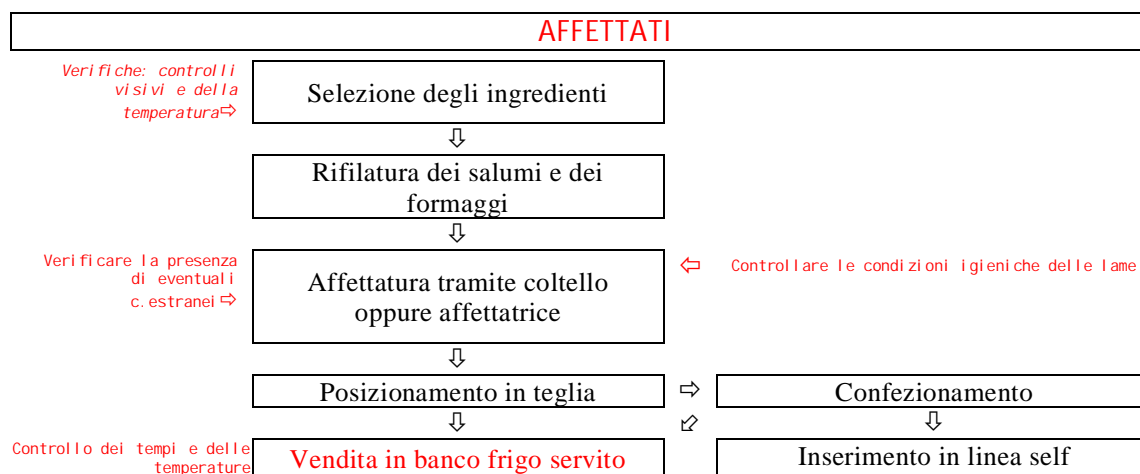 AFFETTATI
Verifiche: controlli
visivi e della
temperatura⇨
Selezione degli ingredienti
⇩
Rifilatura dei salumi e dei
formaggi
⇩
Verificare la presenza
di eventuali
c.estranei⇨
Affettatura tramite coltello
oppure affettatrice
⇦ Controllare le condizioni igieniche delle lame
⇩
Posizionamento in teglia ⇨ Confezionamento
⇩ ⇩
Controllo dei tempi e delle
temperature
Vendita in banco frigo servito
Inserimento in linea self